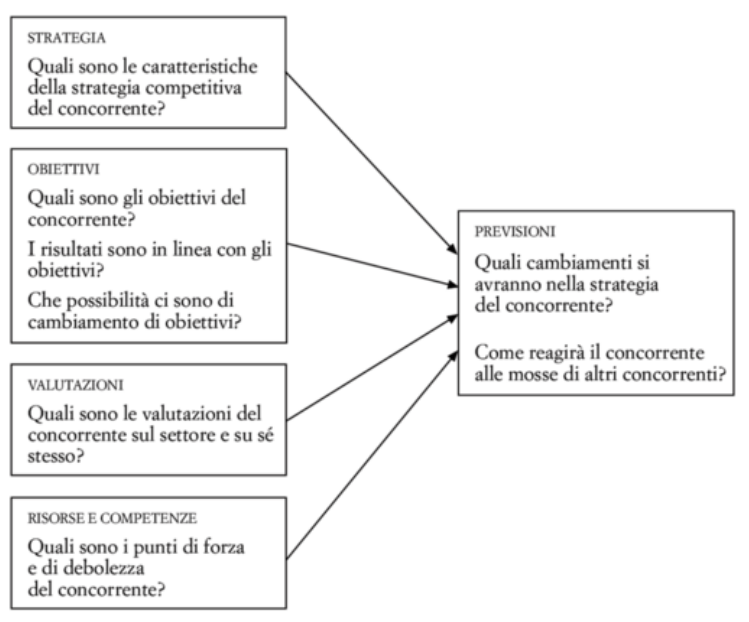 STRATEGIA
Quali sono le caratteristiche
della strategia competitiva
del concorrente?
OBIETTIVI
Quali sono gli obiettivi del
concorrente?
I risultati sono in linea con gli
obiettivi?
Che possibilità ci sono di
cambiamento di obiettivi?
VALUTAZIONI
Quali sono le valutazioni del
concorrente sul settore e su sé
stesso?
RISORSE E COMPETENZE
Quali sono i punti di forza
e di debolezza
del concorrente?
PREVISIONI
Quali cambiamenti si
avranno nella strategia
del concorrente?
Come reagirà il concorrente
alle mosse di altri concorrenti?